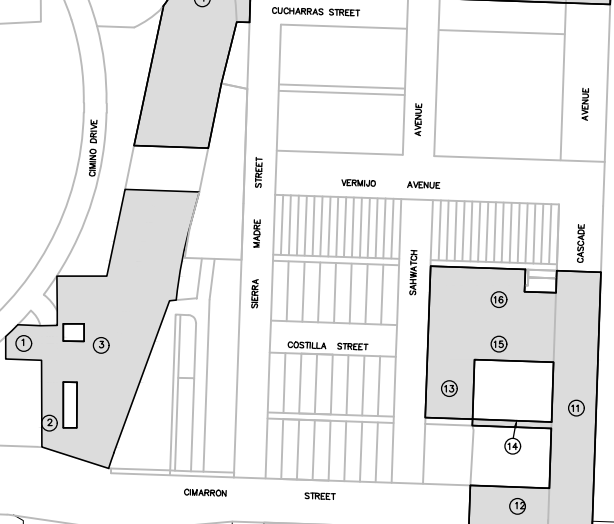 CUCHARRAS STREET
AVENUE
AVENUE
CIMINO DRIVE
VERMIJO AVENUE
SIERRA MADRE STREET
SAHWATCH
CASCADE
16
15
COSTILLA STREET
1
3
13
11
2
14
CIMARRON STREET
12